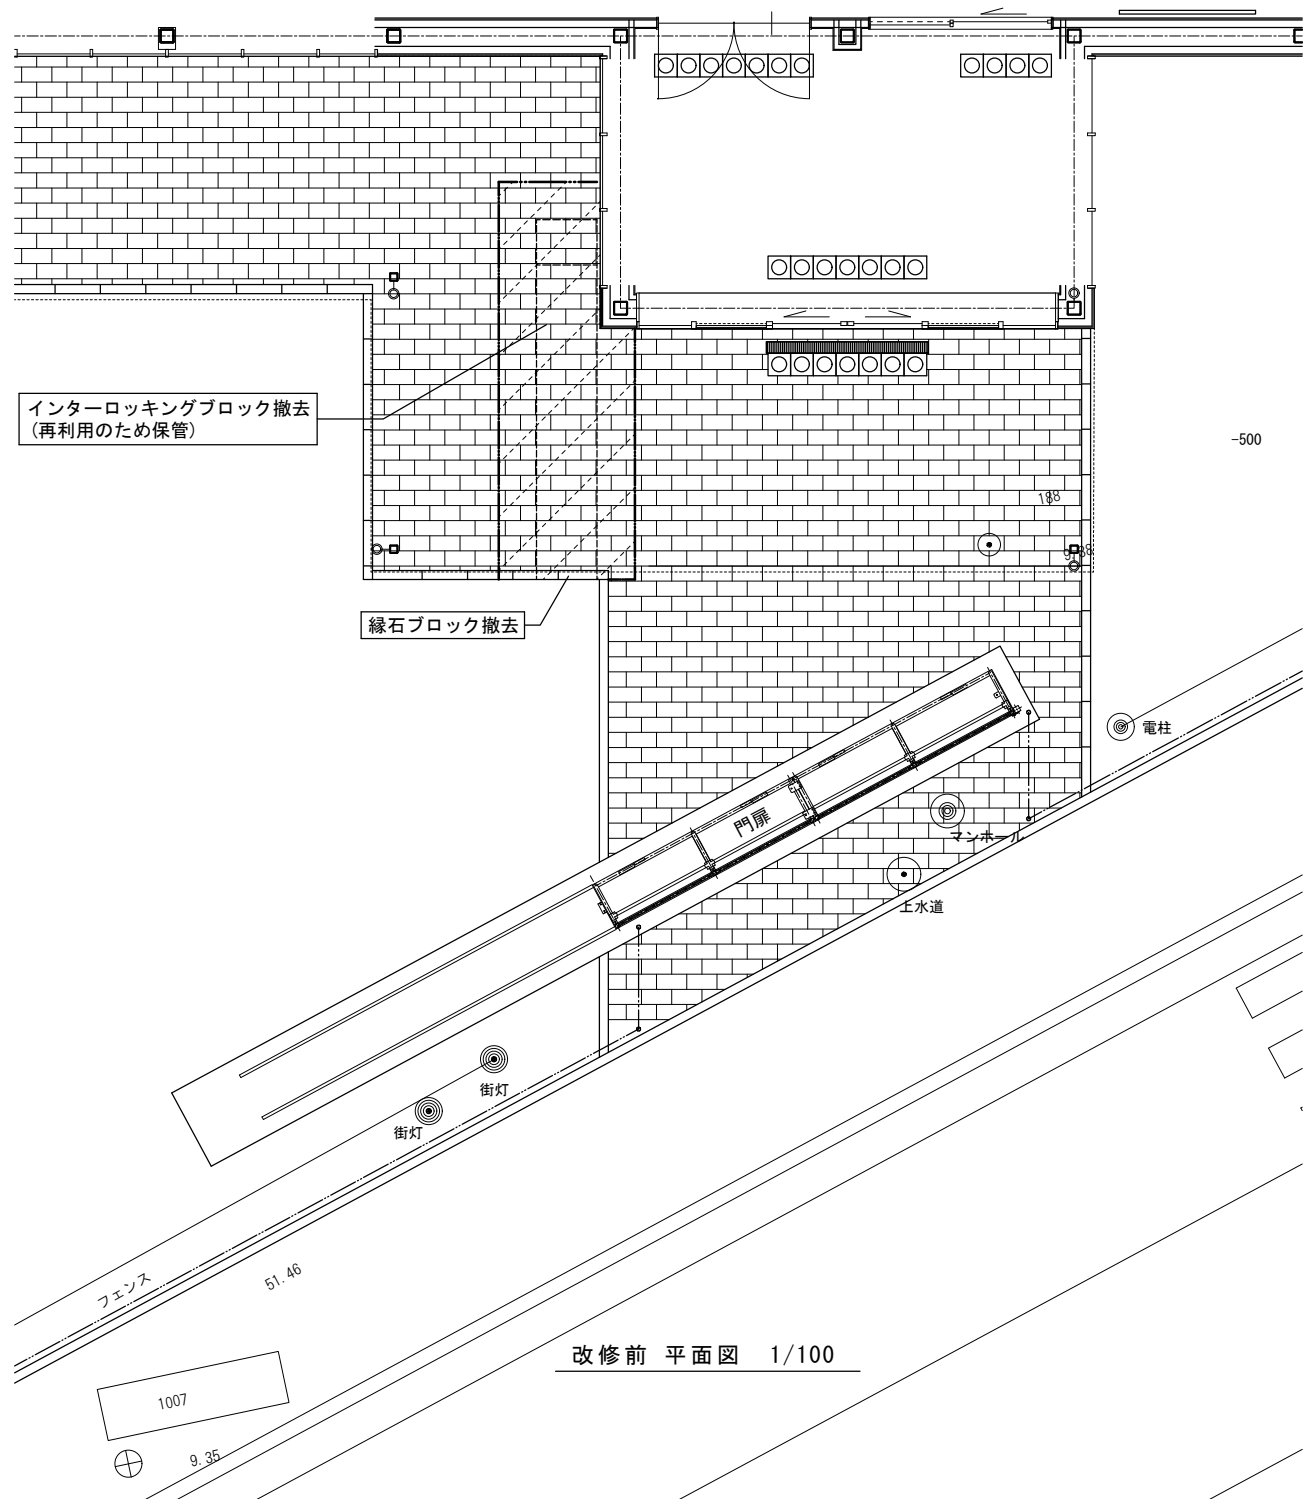 インターロッキングブロック撤去
(再利用のため保管)
-500
188
9.38
縁石ブロック撤去
電柱
門扉
マンホール
上水道
街灯
街灯
フェンス
51.46
改修前 平面図 1/100
1007
9.35